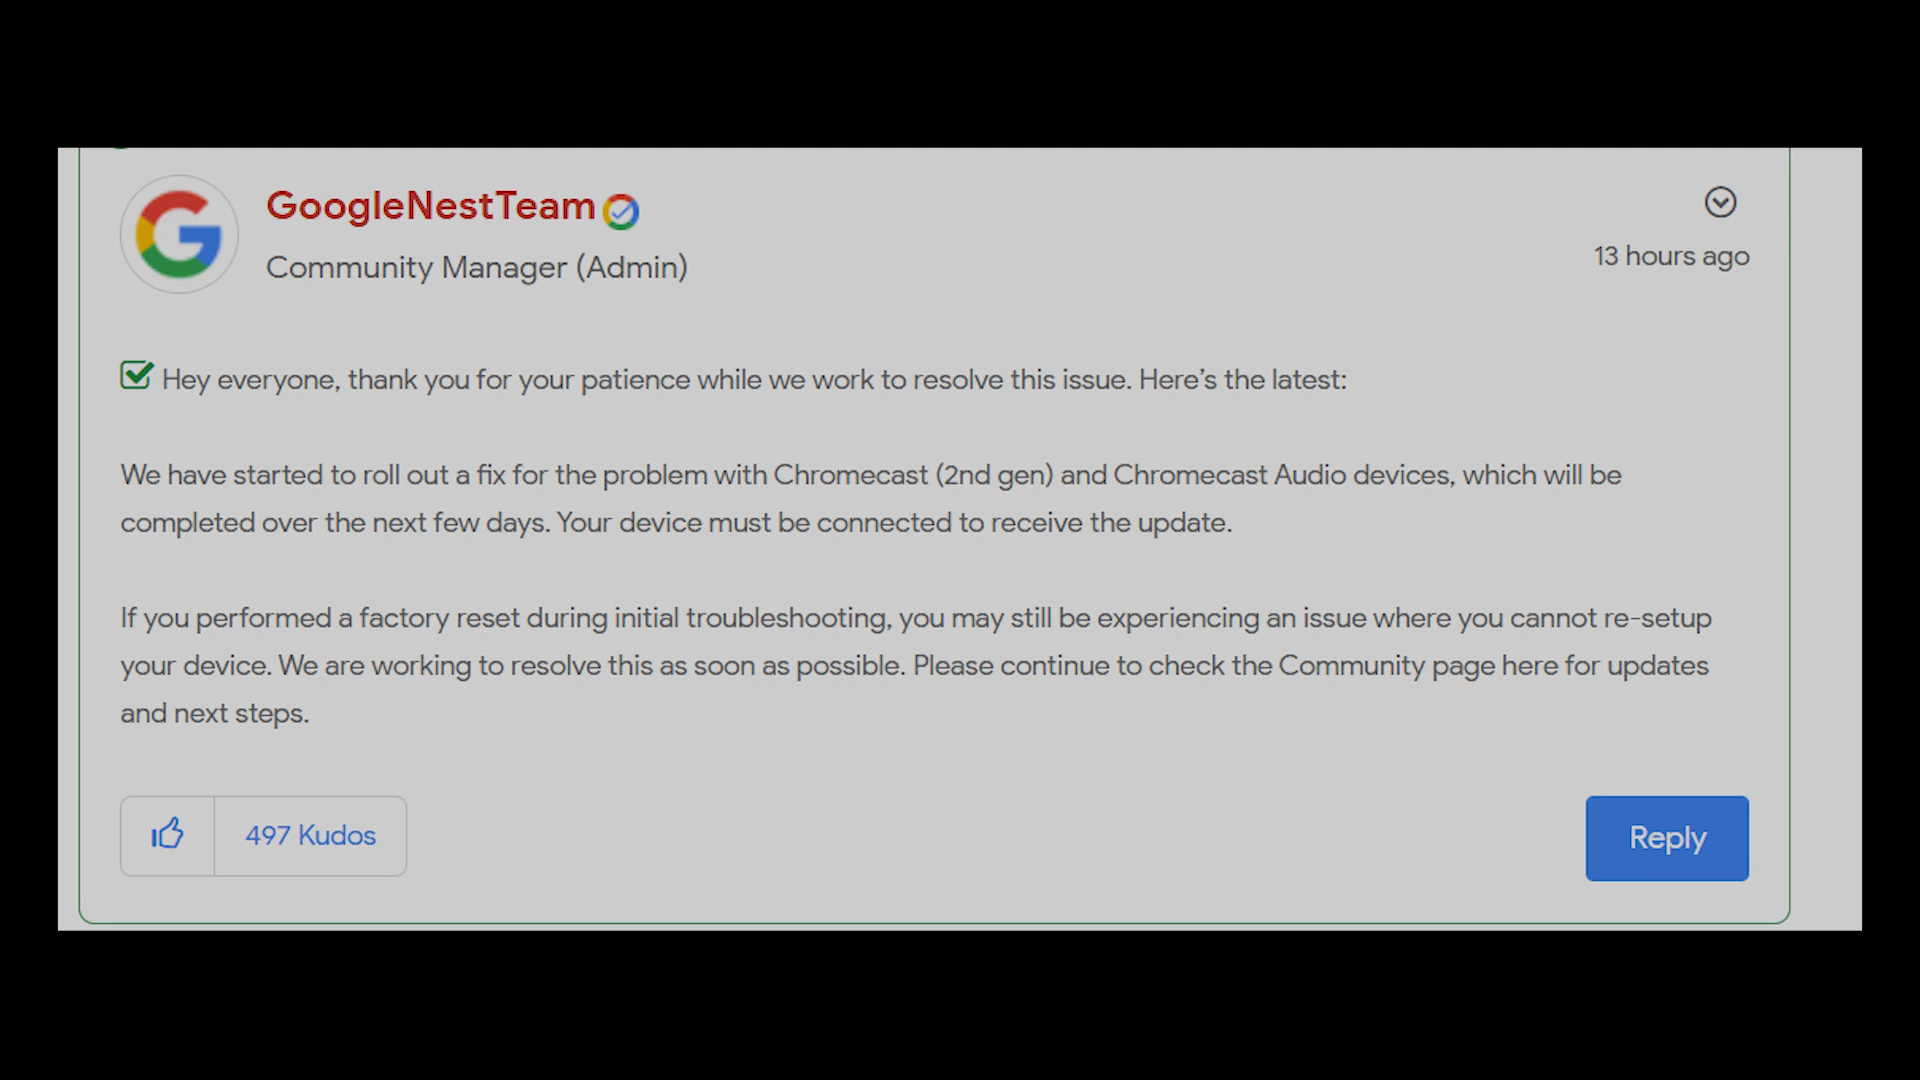 GoogleNestTeam
Community Manager (Admin)
13 hours ago
Hey everyone, thank you for your patience while we work to resolve this issue. Here’s the latest:
We have started to roll out a fix for the problem with Chromecast (2nd gen) and Chromecast Audio devices, which will be
completed over the next few days. Your device must be connected to receive the update.
If you performed a factory reset during initial troubleshooting, you may still be experiencing an issue where you cannot re-setup
your device. We are working to resolve this as soon as possible. Please continue to check the Community page here for updates
and next steps.
497 Kudos
Reply